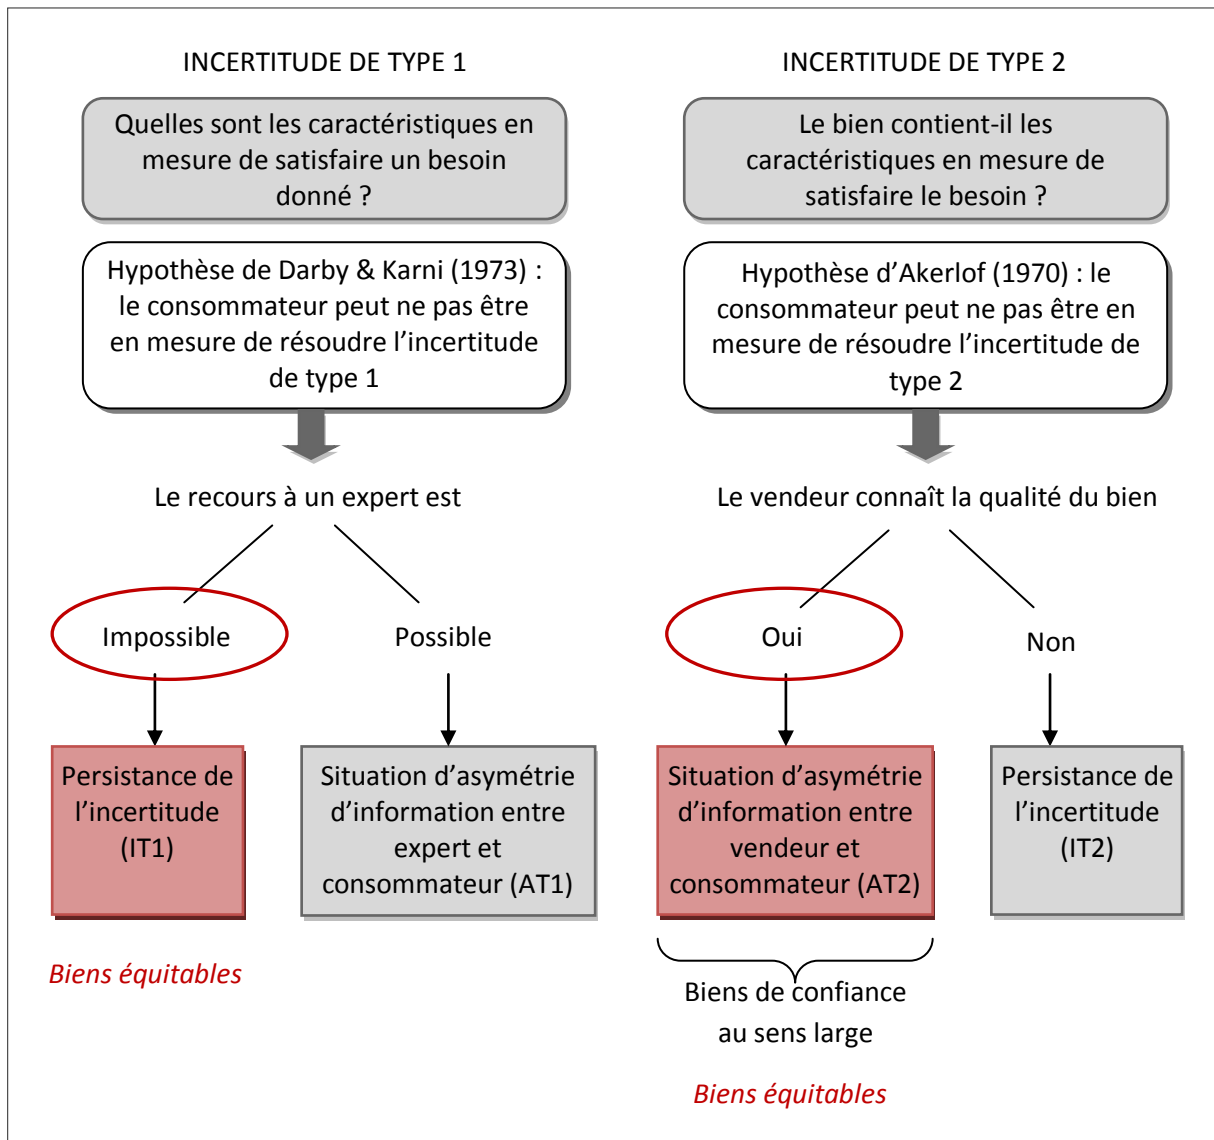 INCERTITUDE DE TYPE 1
Quelles sont les caractéristiques en
mesure de satisfaire un besoin
donné ?
Hypothèse de Darby & Karni (1973) :
le consommateur peut ne pas être
en mesure de résoudre l’incertitude
de type 1
Le recours à un expert est
Impossible
Possible
Persistance de
l’incertitude
(IT1)
Situation d’asymétrie
d’information entre
expert et
consommateur (AT1)
Biens équitables
INCERTITUDE DE TYPE 2
Le bien contient-il les
caractéristiques en mesure de
satisfaire le besoin ?
Hypothèse d’Akerlof (1970) : le
consommateur peut ne pas être en
mesure de résoudre l’incertitude de
type 2
Le vendeur connaît la qualité du bien
Oui
Non
Situation d’asymétrie
d’information entre
vendeur et
consommateur (AT2)
Persistance de
l’incertitude
(IT2)
Biens de confiance
au sens large
Biens équitables